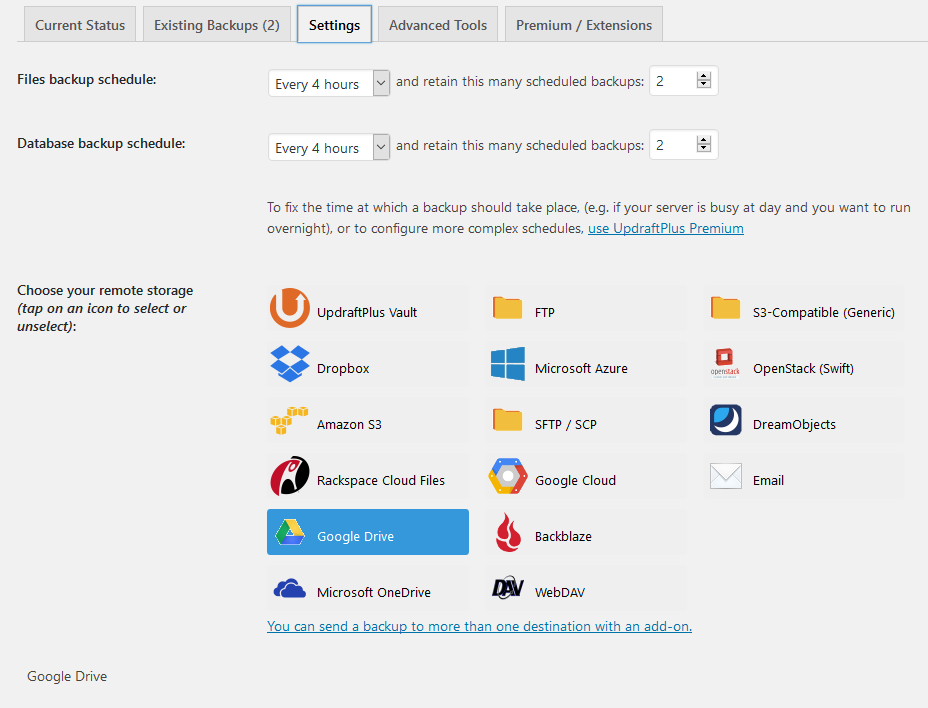 Current Status Existing Backups (2) Settings Advanced Tools Premium / Extensions
Files backup schedule: Every 4 hours and retain this many scheduled backups: 2
Database backup schedule: Every 4 hours and retain this many scheduled backups: 2
To fix the time at which a backup should take place, (e.g. if your server is busy at day and you want to run
overnight), or to configure more complex schedules, use UpdraftPlus Premium
Choose your remote storage
(tap on an icon to select or
unselect):
UpdraftPlus Vault FTP S3-Compatible (Generic)
Dropbox Microsoft Azure openstack OpenStack (Swift)
Amazon S3 SFTP / SCP DreamObjects
Rackspace Cloud Files Google Cloud Email
Google Drive Backblaze
Microsoft OneDrive DAV WebDAV
You can send a backup to more than one destination with an add-on.
Google Drive